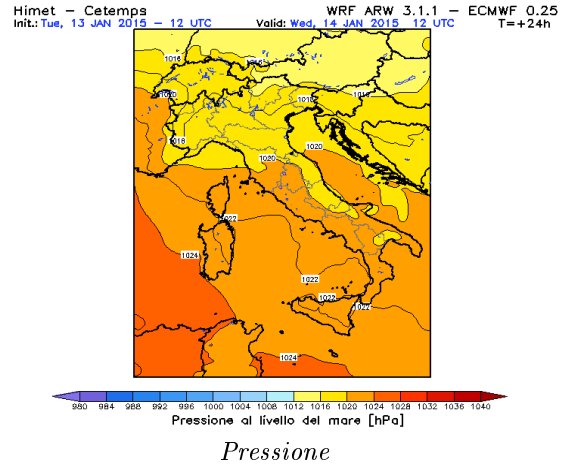 Himet – Cetemps WRF ARW 3.1.1 – ECMWF 0.25
Init.: Tue, 13 JAN 2015 – 12 UTC Valid: Wed, 14 JAN 2015 12 UTC T=+24h
1016
1016
1020
1018
1018
1018
1020
1020
1022
1024
1022
1022
1022
1024
980 984 988 992 996 1000 1004 1008 1012 1016 1020 1024 1028 1032 1036 1040
Pressione al livello del mare [hPa]
Pressione